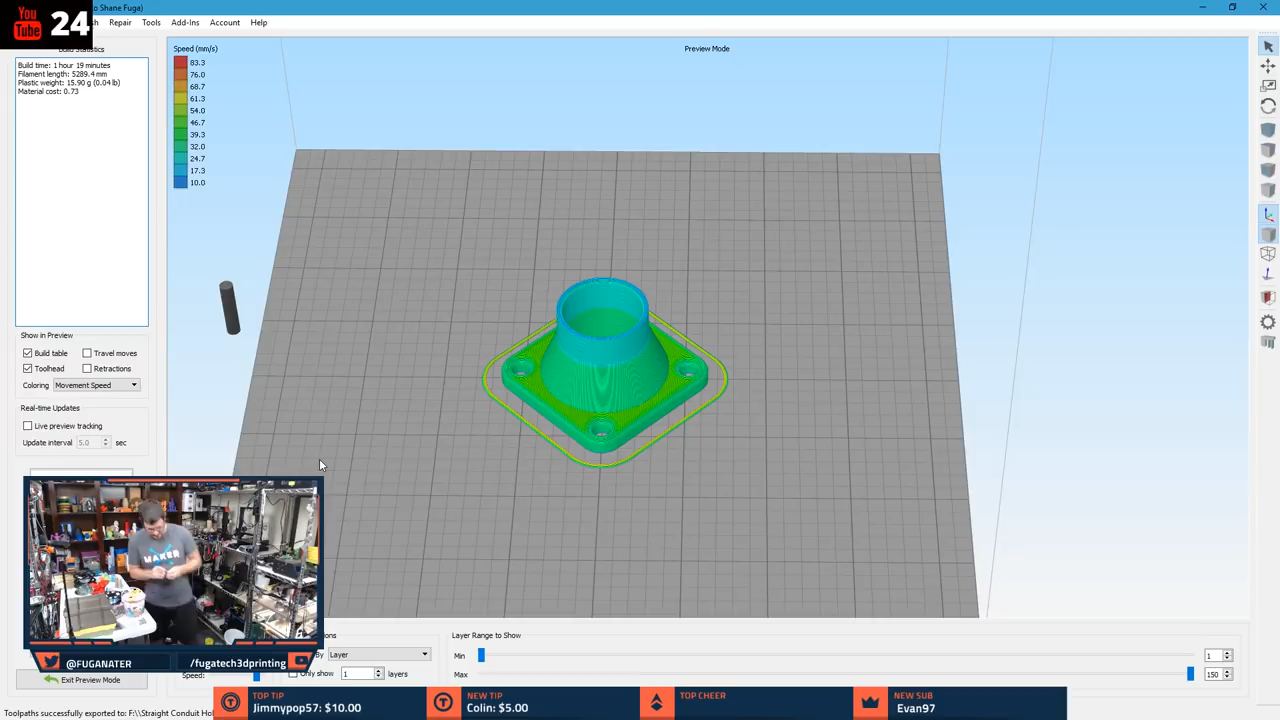 to Shane Fuga)
You Tube 24
Repair Tools Add-Ins Account Help
Build Statistics
Build time: 1 hour 19 minutes
Filament length: 5289.4 mm
Plastic weight: 15.90 g (0.04 lb)
Material cost: 0.73
Speed (mm/s)
83.3
76.0
68.7
61.3
54.0
46.7
39.3
32.0
24.7
17.3
10.0
Preview Mode
Show in Preview
Build table Travel moves
Toolhead Retractions
Coloring Movement Speed
Real-time Updates
Live preview tracking
Update interval 5.0 sec
MAKER
@FUGANATER /fugatech3dprinting
By Layer
Speed: Only show 1 layers
Layer Range to Show
Min 1
Max 150
Exit Preview Mode
TOP TIP
Jimmypop57: $10.00
NEW TIP
Colin: $5.00
TOP CHEER
NEW SUB
Evan97
Toolpaths successfully exported to: F:\\Straight Conduit